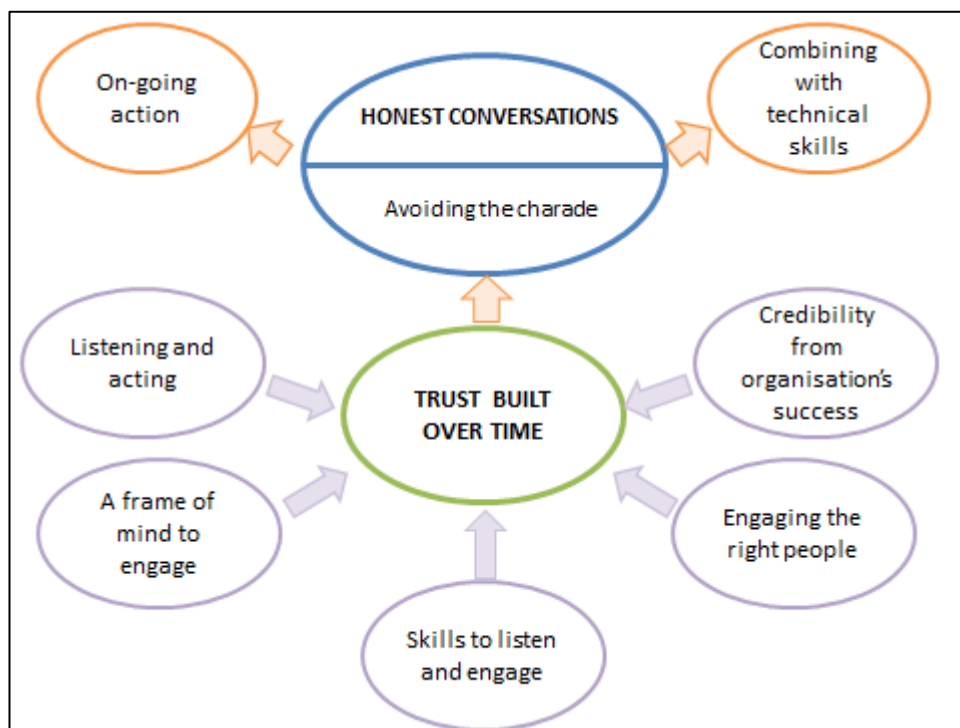 On-going
action
HONEST CONVERSATIONS
Avoiding the charade
Combining
with
technical
skills
Listening and
acting
TRUST BUILT
OVER TIME
Credibility
from
organisation's
success
A frame of
mind to
engage
Skills to listen
and engage
Engaging the
right people